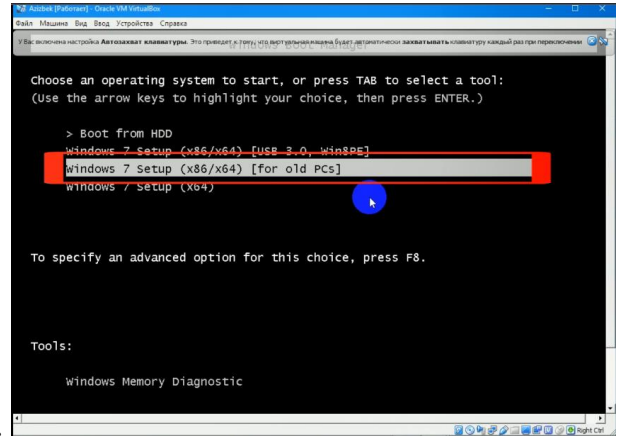 Azizbek [Работает] - Oracle VM VirtualBox
Файл Машина Вид Ввод Устройства Справка
У Вас включена настройка Автозахват клавиатуры. Это приведет к тому, что виртуальная машина будет автоматически захватывать клавиатуру каждый раз при переключении
Windows Boot Manager
Choose an operating system to start, or press TAB to select a tool:
(Use the arrow keys to highlight your choice, then press ENTER.)
> Boot from HDD
Windows 7 Setup (x86/x64) [USB 3.0, Win8PE]
Windows 7 Setup (x86/x64) [for old PCs]
Windows 7 Setup (x64)
To specify an advanced option for this choice, press F8.
Tools:
Windows Memory Diagnostic
Right Ctrl